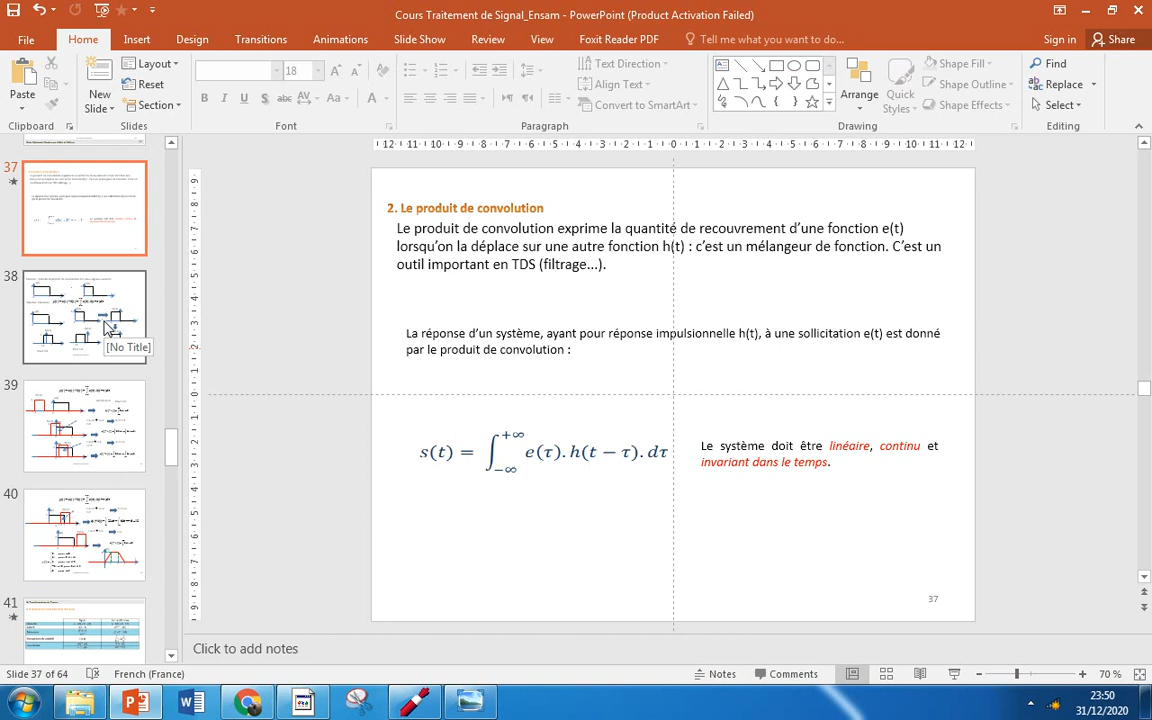 Cours Traitement de Signal_Ensam - PowerPoint (Product Activation Failed)
File Home Insert Design Transitions Animations Slide Show Review View Foxit Reader PDF Tell me what you want to do... Sign in Share
Paste
New
Slide
Layout
Reset
Section
18
Text Direction
Align Text
Convert to SmartArt
Arrange
Quick
Styles
Shape Fill
Shape Outline
Shape Effects
Find
Replace
Select
Clipboard Slides Font Paragraph Drawing Editing
37
38
[No Title]
39
40
41
2. Le produit de convolution
Le produit de convolution exprime la quantité de recouvrement d’une fonction e(t)
lorsqu’on la déplace sur une autre fonction h(t) : c’est un mélangeur de fonction. C’est un
outil important en TDS (filtrage...).
La réponse d’un système, ayant pour réponse impulsionnelle h(t), à une sollicitation e(t) est donné
par le produit de convolution :
s(t) = ∫_{−∞}^{+∞} e(τ). h(t − τ). dτ
Le système doit être linéaire, continu et
invariant dans le temps.
37
Click to add notes
Slide 37 of 64 French (France) Notes Comments 70 %
23:50
31/12/2020